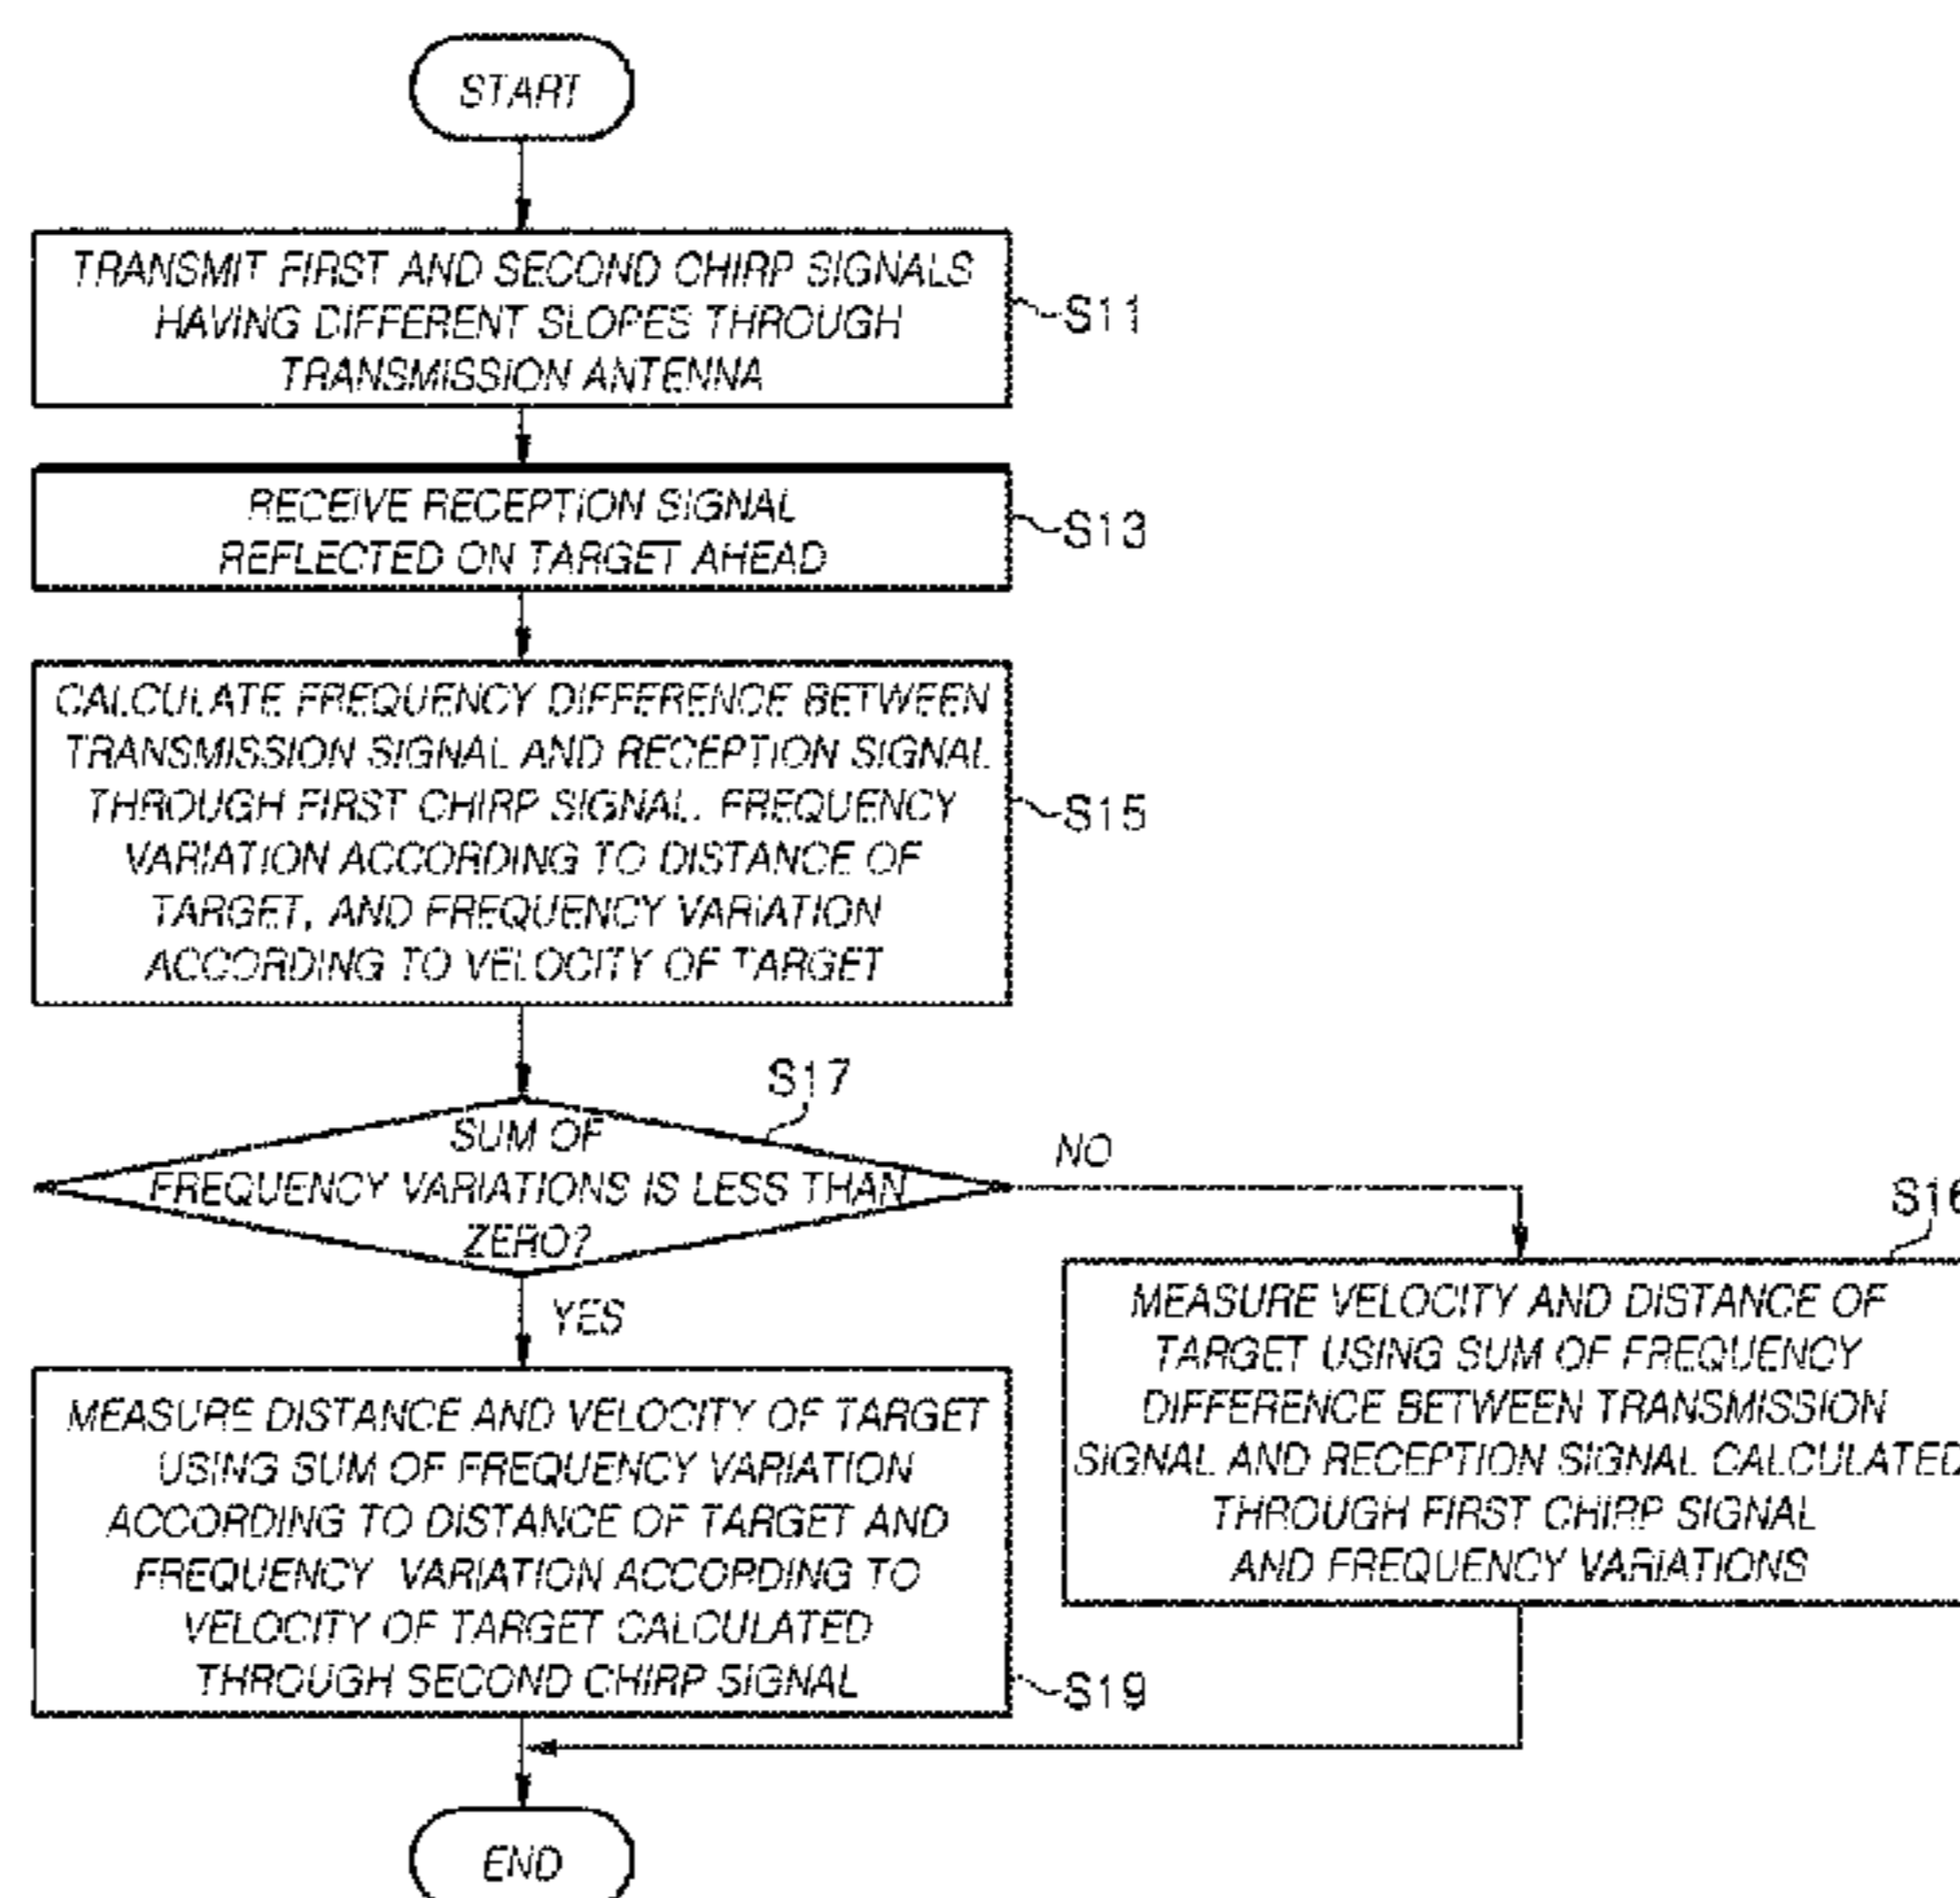 START
TRANSMIT FIRST AND SECOND CHIRP SIGNALS
HAVING DIFFERENT SLOPES THROUGH
TRANSMISSION ANTENNA
S11
RECEIVE RECEPTION SIGNAL
REFLECTED ON TARGET AHEAD
S13
CALCULATE FREQUENCY DIFFERENCE BETWEEN
TRANSMISSION SIGNAL AND RECEPTION SIGNAL
THROUGH FIRST CHIRP SIGNAL, FREQUENCY
VARIATION ACCORDING TO DISTANCE OF
TARGET, AND FREQUENCY VARIATION
ACCORDING TO VELOCITY OF TARGET
S15
S17
SUM OF
FREQUENCY VARIATIONS IS LESS THAN
ZERO?
NO
YES
S16
MEASURE VELOCITY AND DISTANCE OF
TARGET USING SUM OF FREQUENCY
DIFFERENCE BETWEEN TRANSMISSION
SIGNAL AND RECEPTION SIGNAL CALCULATED
THROUGH FIRST CHIRP SIGNAL
AND FREQUENCY VARIATIONS
MEASURE DISTANCE AND VELOCITY OF TARGET
USING SUM OF FREQUENCY VARIATION
ACCORDING TO DISTANCE OF TARGET AND
FREQUENCY VARIATION ACCORDING TO
VELOCITY OF TARGET CALCULATED
THROUGH SECOND CHIRP SIGNAL
S19
END